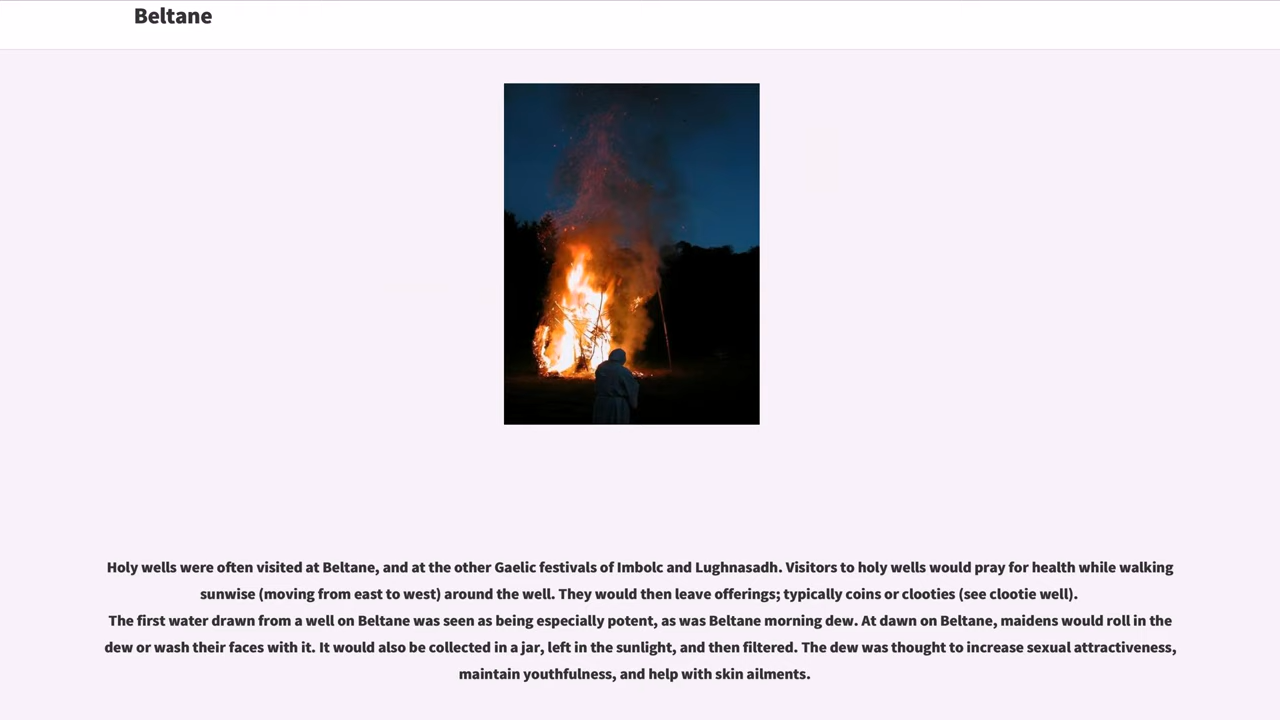 Beltane
Holy wells were often visited at Beltane, and at the other Gaelic festivals of Imbolc and Lughnasadh. Visitors to holy wells would pray for health while walking
sunwise (moving from east to west) around the well. They would then leave offerings; typically coins or clooties (see clootie well).
The first water drawn from a well on Beltane was seen as being especially potent, as was Beltane morning dew. At dawn on Beltane, maidens would roll in the
dew or wash their faces with it. It would also be collected in a jar, left in the sunlight, and then filtered. The dew was thought to increase sexual attractiveness,
maintain youthfulness, and help with skin ailments.